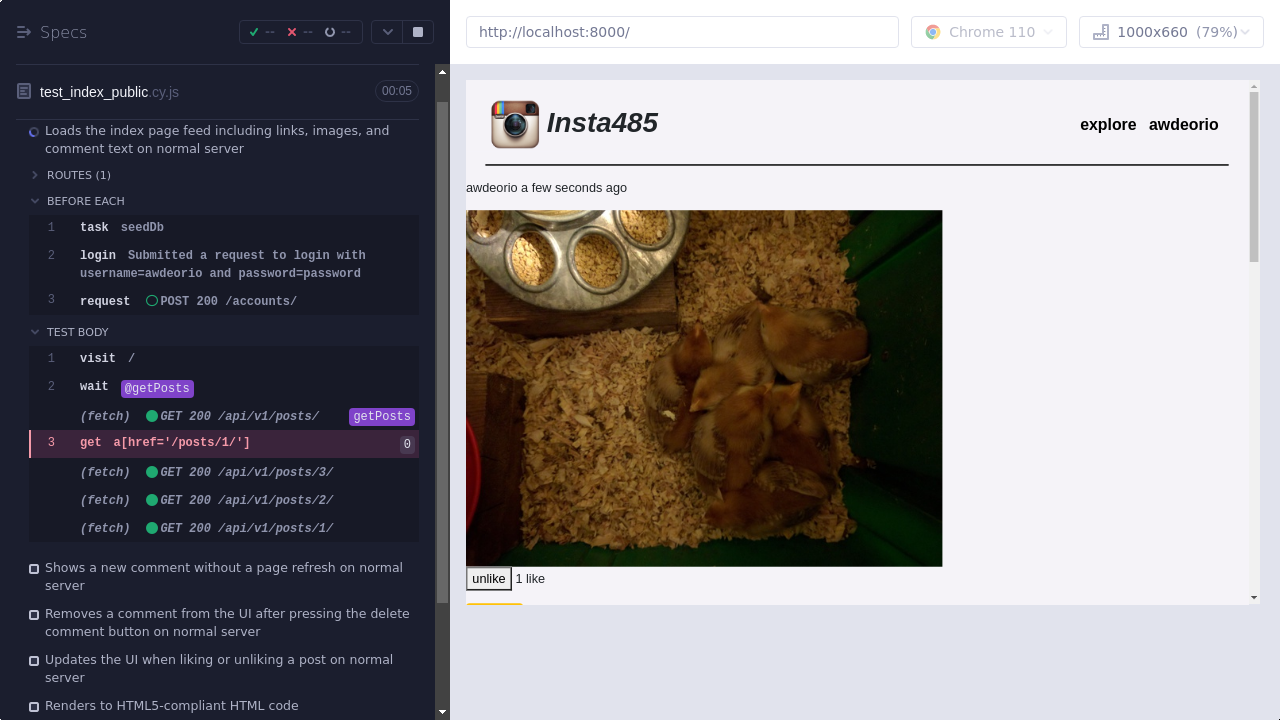 Specs
-- -- --
test_index_public.cy.js
00:05
Loads the index page feed including links, images, and
comment text on normal server
ROUTES (1)
BEFORE EACH
1 task seedDb
2 login Submitted a request to login with
username=awdeorio and password=password
3 request POST 200 /accounts/
TEST BODY
1 visit /
2 wait @getPosts
(fetch) GET 200 /api/v1/posts/ getPosts
3 get a[href='/posts/1/'] 0
(fetch) GET 200 /api/v1/posts/3/
(fetch) GET 200 /api/v1/posts/2/
(fetch) GET 200 /api/v1/posts/1/
Shows a new comment without a page refresh on normal
server
Removes a comment from the UI after pressing the delete
comment button on normal server
Updates the UI when liking or unliking a post on normal
server
Renders to HTML5-compliant HTML code
http://localhost:8000/
Chrome 110
1000x660 (79%)
Insta485
explore awdeorio
awdeorio a few seconds ago
unlike 1 like